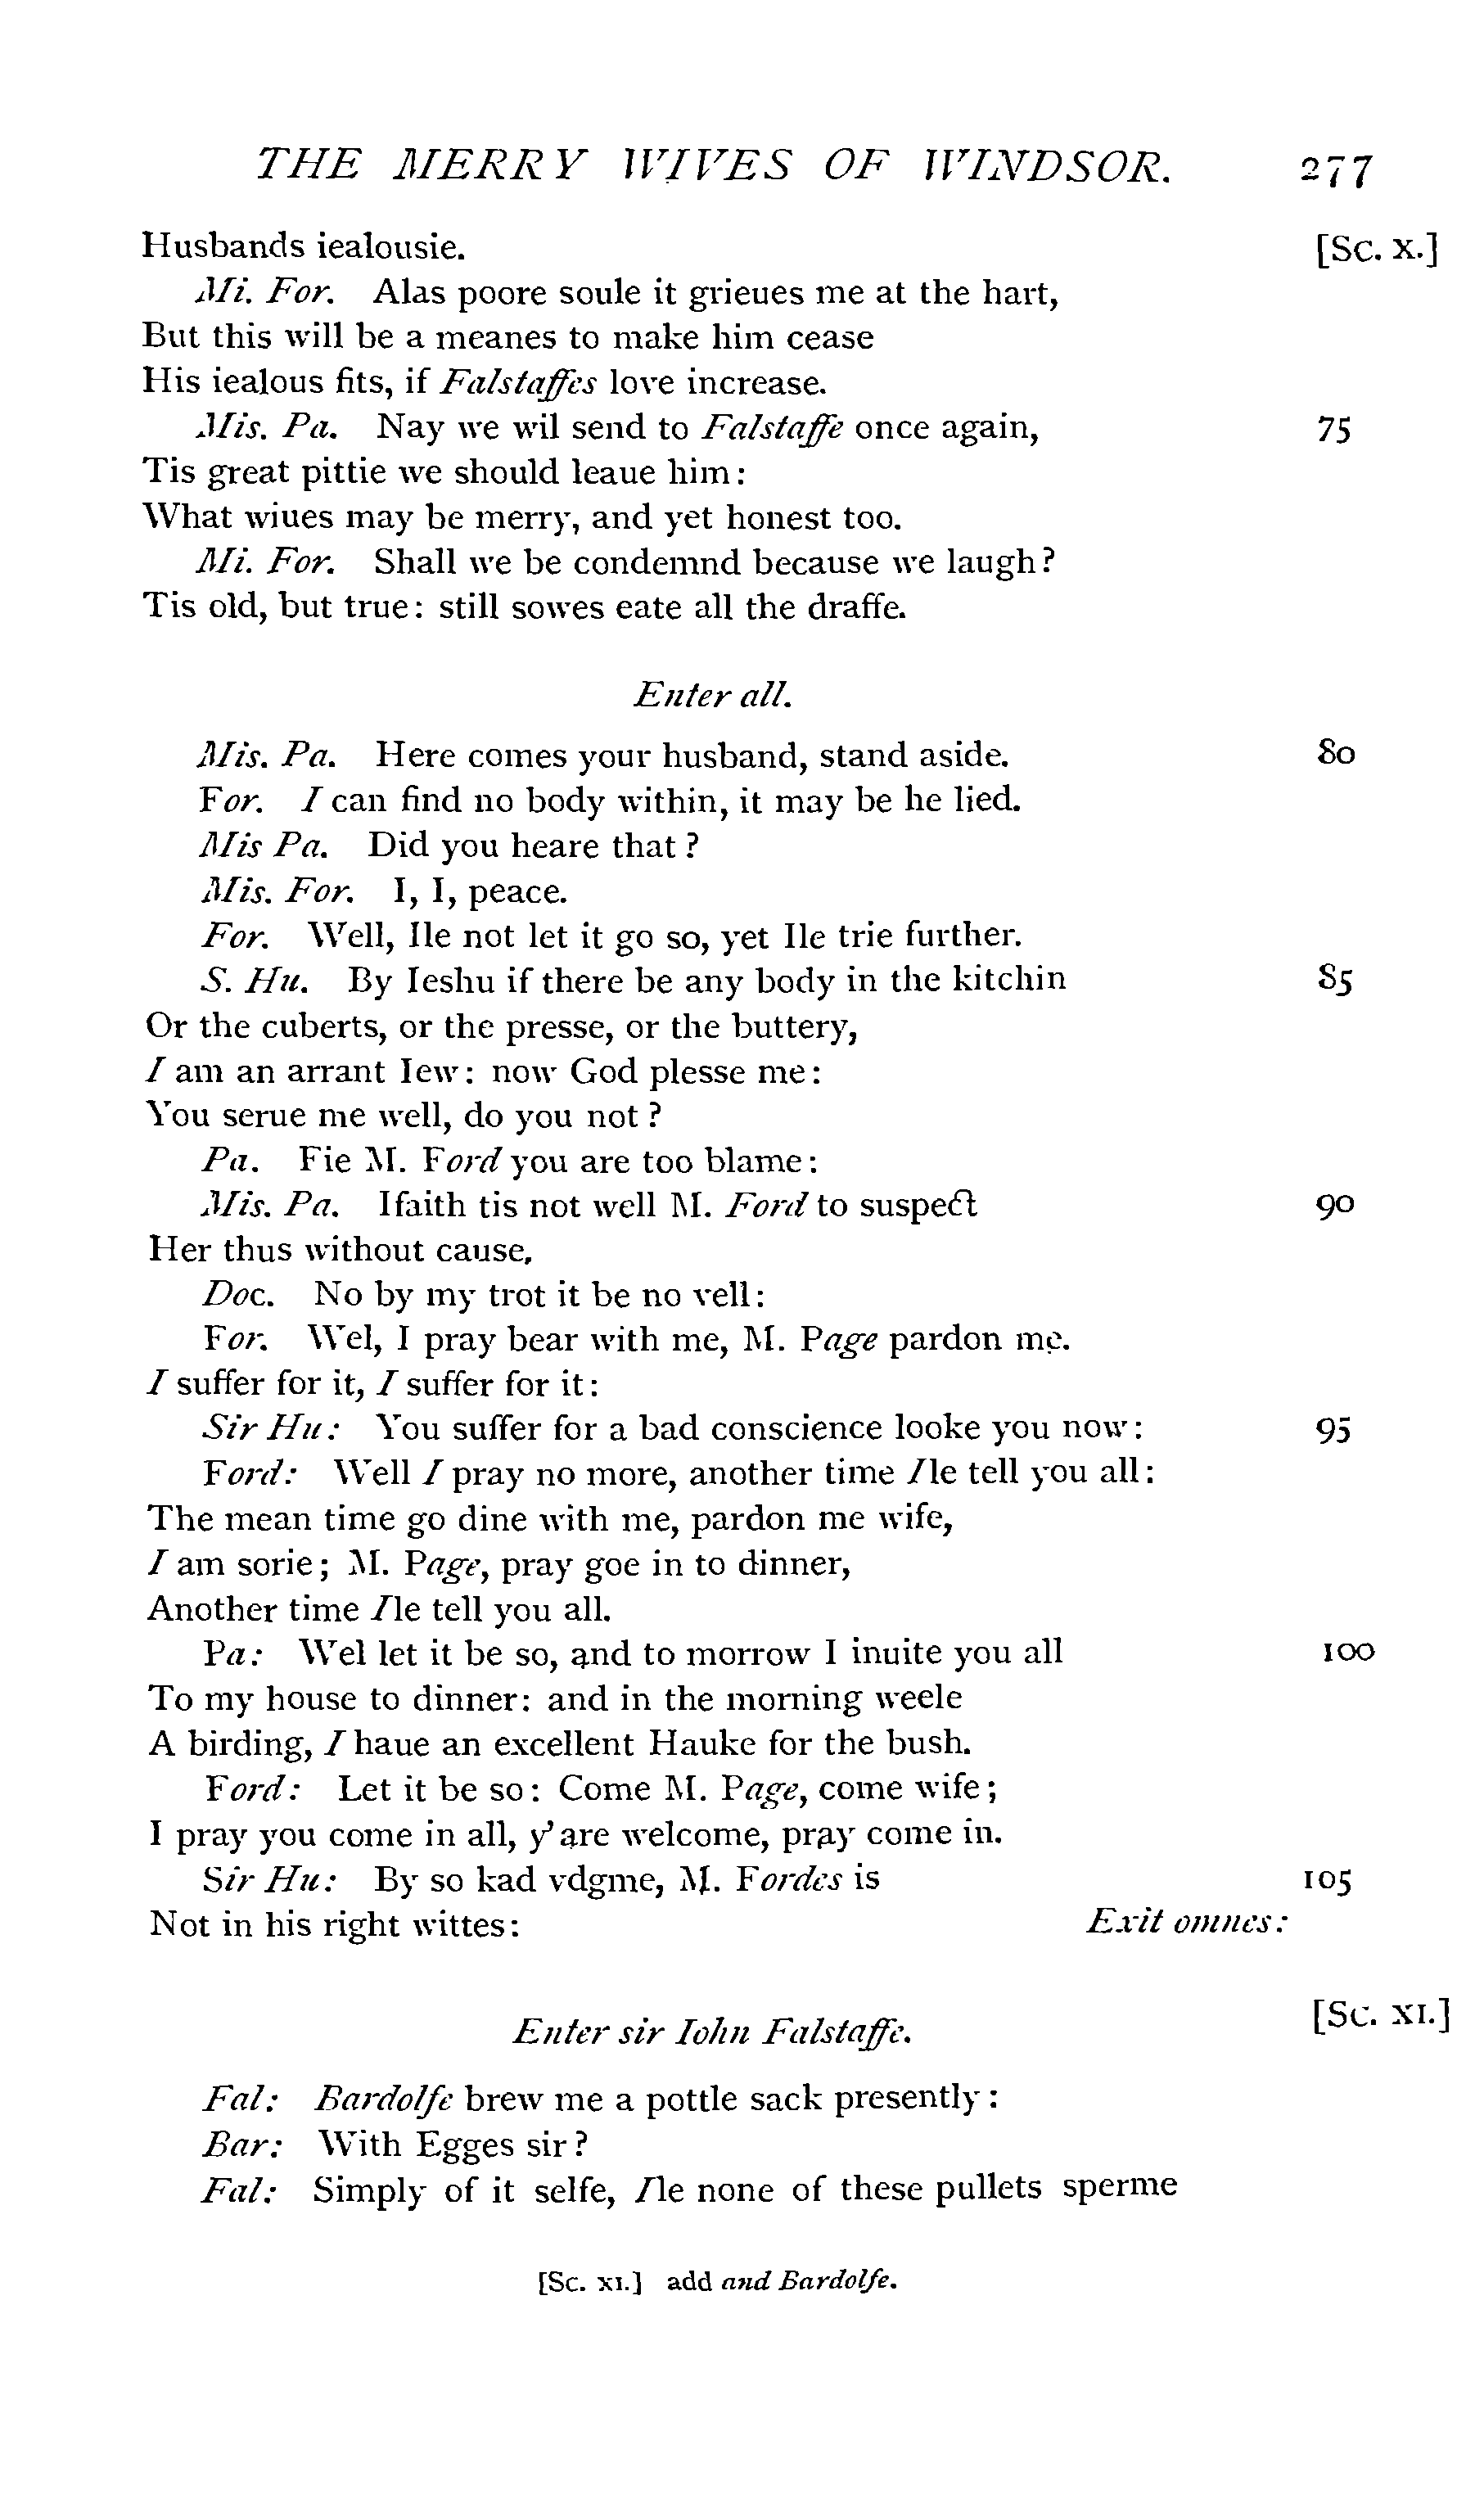 THE MERRY WIVES OF WINDSOR. 277
Husbands iealousie. [Sc. X.]
Mi. For. Alas poore soule it grieues me at the hart,
But this will be a meanes to make him cease
His iealous fits, if Falstaffes love increase.
Mis. Pa. Nay we wil send to Falstaffe once again, 75
Tis great pittie we should leaue him:
What wiues may be merry, and yet honest too.
Mi. For. Shall we be condemnd because we laugh?
Tis old, but true: still sowes eate all the draffe.
Enter all.
Mis. Pa. Here comes your husband, stand aside. 80
For. I can find no body within, it may be he lied.
Mis Pa. Did you heare that ?
Mis. For. I, I, peace.
For. Well, Ile not let it go so, yet Ile trie further.
S. Hu. By Ieshu if there be any body in the kitchin 85
Or the cuberts, or the presse, or the buttery,
I am an arrant Iew: now God plesse me:
You serue me well, do you not ?
Pa. Fie M. Ford you are too blame:
Mis. Pa. Ifaith tis not well M. Ford to suspect 90
Her thus without cause.
Doc. No by my trot it be no vell:
For. Wel, I pray bear with me, M. Page pardon me.
I suffer for it, I suffer for it:
Sir Hu: You suffer for a bad conscience looke you now: 95
Ford: Well I pray no more, another time Ile tell you all:
The mean time go dine with me, pardon me wife,
I am sorie; M. Page, pray goe in to dinner,
Another time Ile tell you all.
Pa: Wel let it be so, and to morrow I inuite you all 100
To my house to dinner: and in the morning weele
A birding, I haue an excellent Hauke for the bush.
Ford: Let it be so: Come M. Page, come wife;
I pray you come in all, y'are welcome, pray come in.
Sir Hu: By so kad vdgme, M. Fordes is 105
Not in his right wittes: Exit omnes:
Enter sir Iohn Falstaffe. [Sc. XI.]
Fal: Bardolfe brew me a pottle sack presently:
Bar: With Egges sir?
Fal: Simply of it selfe, Ile none of these pullets sperme
[Sc. XI.] add and Bardolfe.